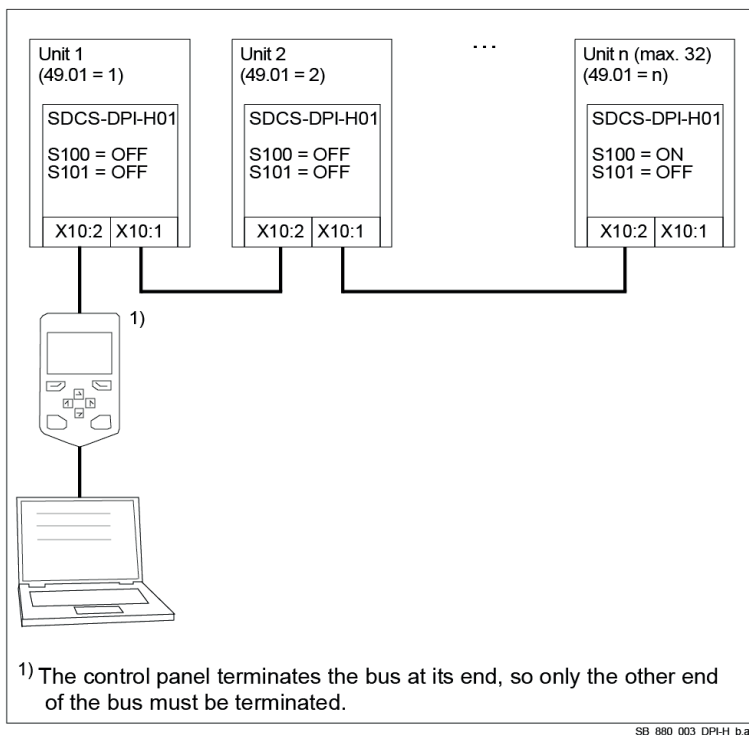 Unit 1
(49.01 = 1)
SDCS-DPI-H01
S100 = OFF
S101 = OFF
X10:2 X10:1
Unit 2
(49.01 = 2)
SDCS-DPI-H01
S100 = OFF
S101 = OFF
X10:2 X10:1
...
Unit n (max. 32)
(49.01 = n)
SDCS-DPI-H01
S100 = ON
S101 = OFF
X10:2 X10:1
1)
1) The control panel terminates the bus at its end, so only the other end
of the bus must be terminated.
SB_880_003_DPI-H_b.a